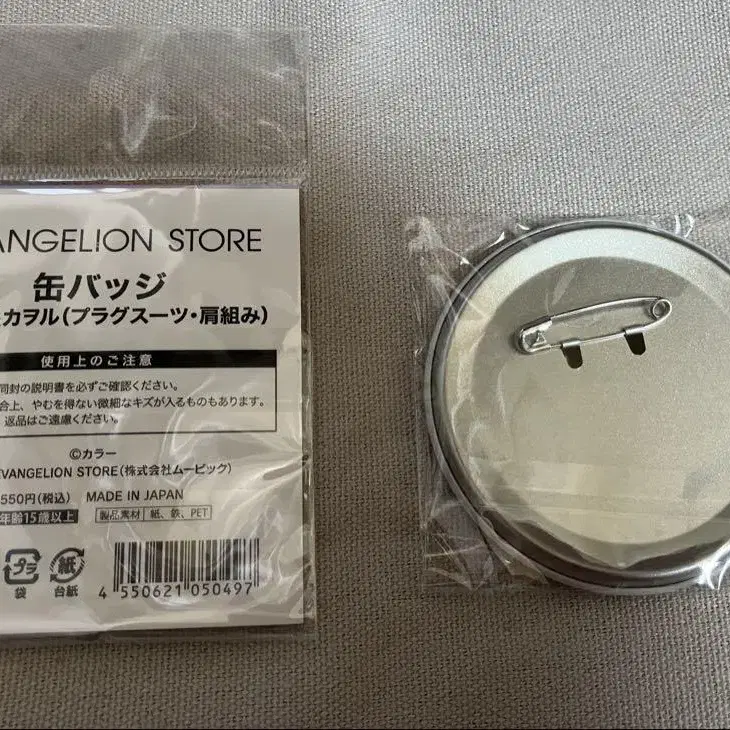 ANGELION STORE
缶バッジ
カヲル(プラグスーツ・肩組み)
使用上のご注意
同封の説明書を必ずご確認ください。
合上、やむを得ない微細なキズが入るものもあります。
返品はご遠慮ください。
©カラー
EVANGELION STORE(株式会社ムービック)
550円(税込) MADE IN JAPAN
年齢15歳以上 製品素材 紙、鉄、PET
プラ 紙
袋 台紙
4 550621 050497